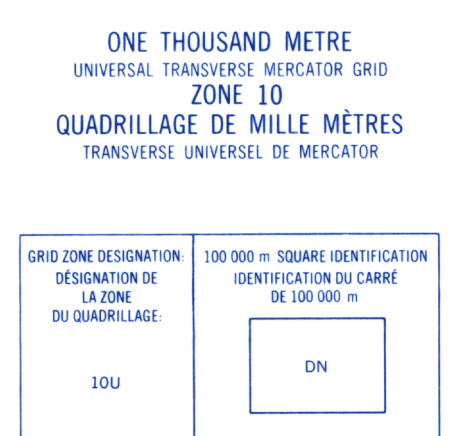 ONE THOUSAND METRE
UNIVERSAL TRANSVERSE MERCATOR GRID
ZONE 10
QUADRILLAGE DE MILLE MÈTRES
TRANSVERSE UNIVERSEL DE MERCATOR
GRID ZONE DESIGNATION:
DÉSIGNATION DE
LA ZONE
DU QUADRILLAGE:
10U
100 000 m SQUARE IDENTIFICATION
IDENTIFICATION DU CARRÉ
DE 100 000 m
DN